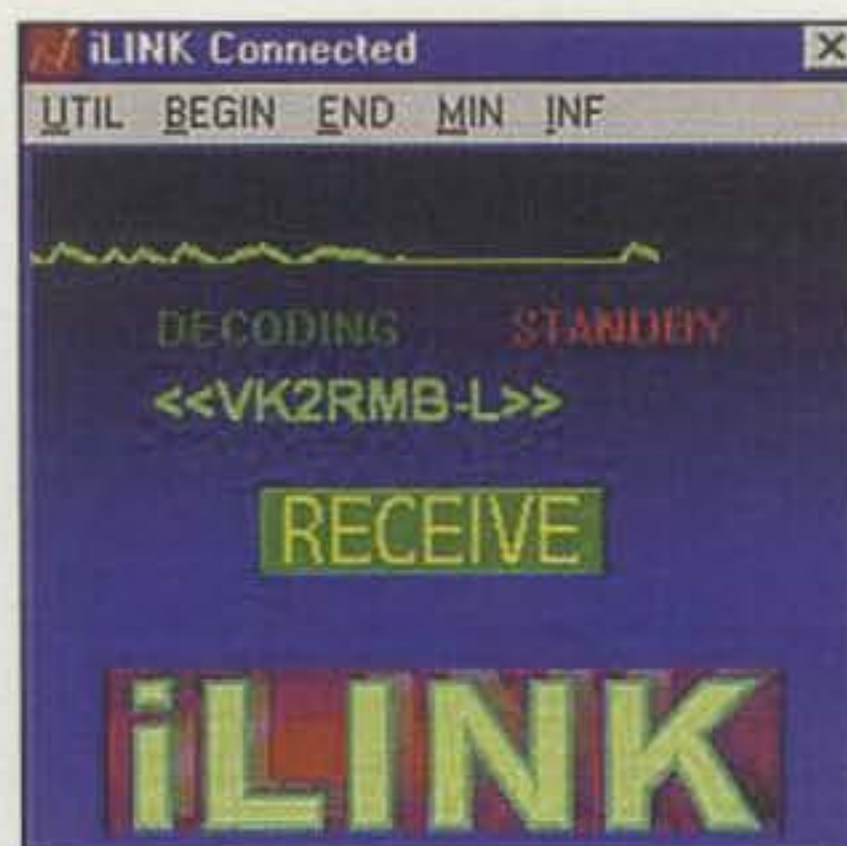 iLINK Connected
UTIL BEGIN END MIN INF
DECODING STANDBY
<<VK2RMB-L>>
RECEIVE
iLINK